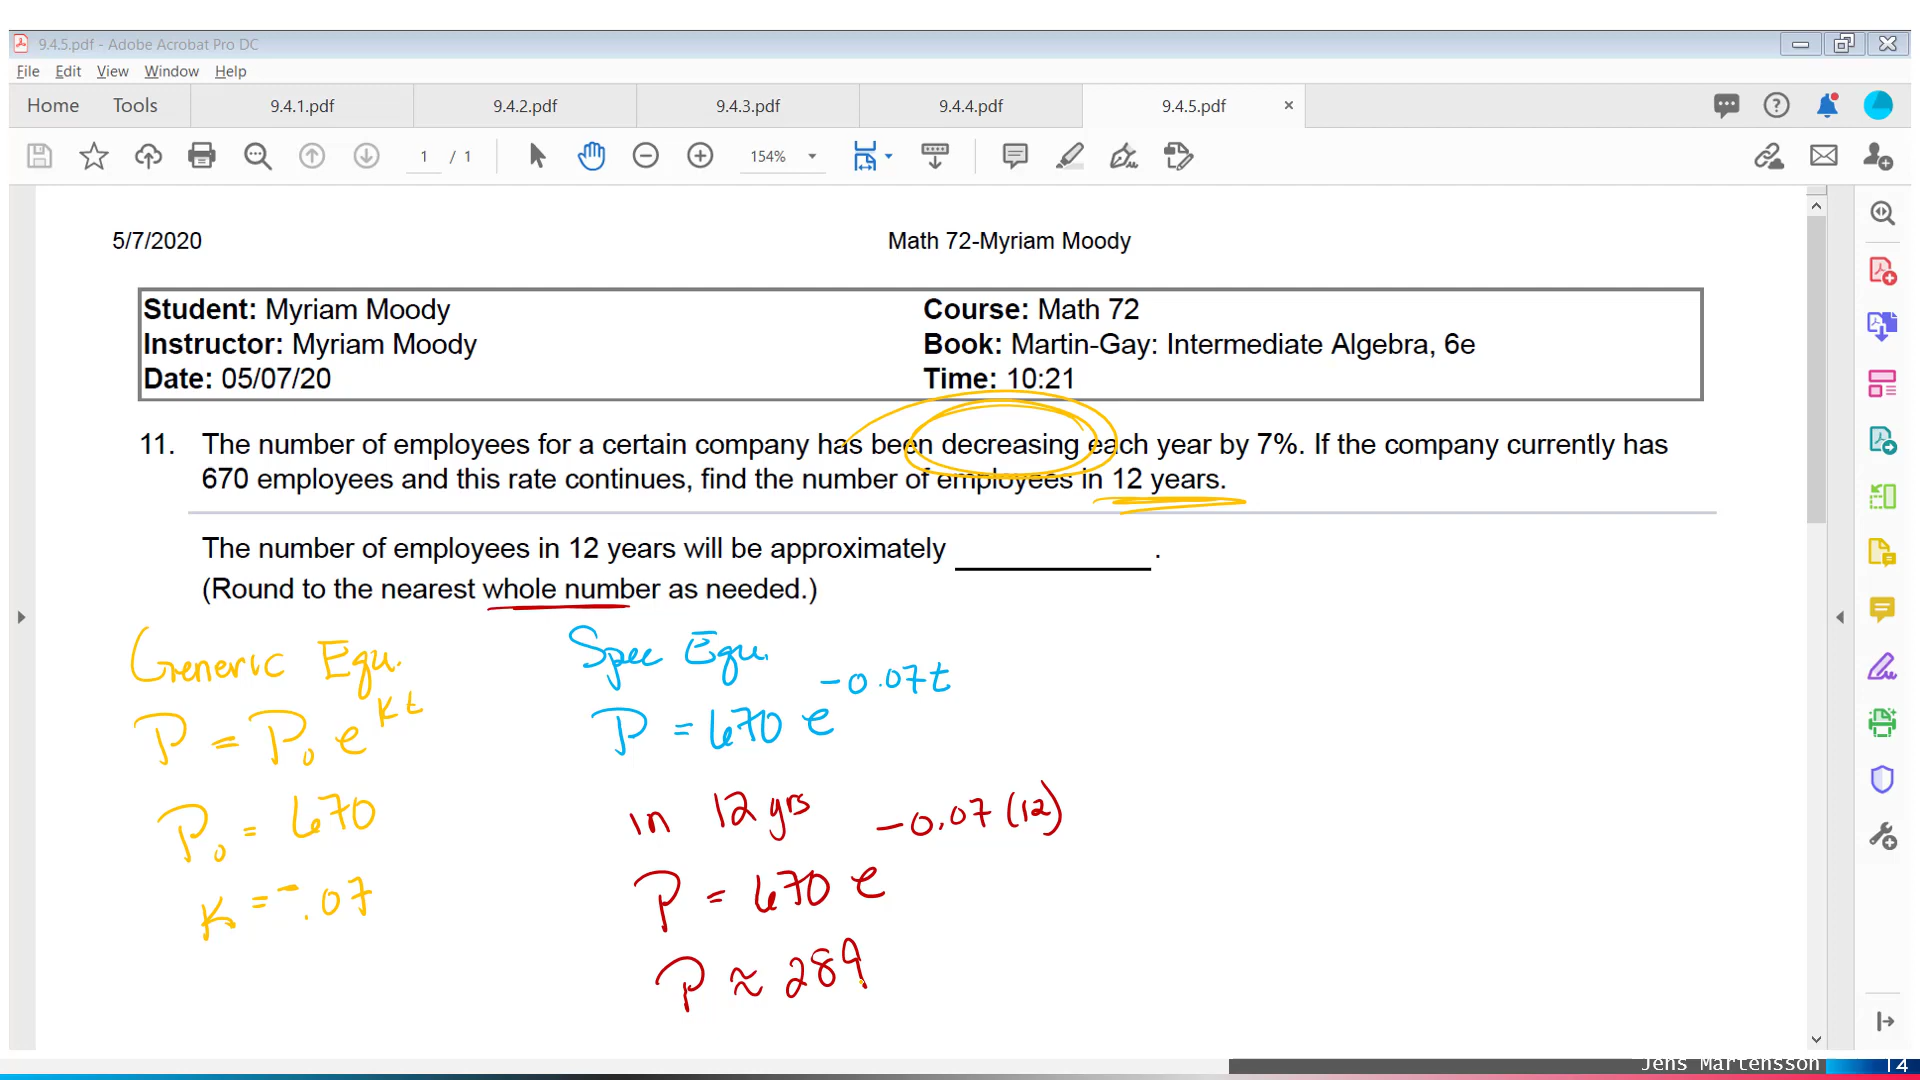 9.4.5.pdf - Adobe Acrobat Pro DC
File Edit View Window Help
Home Tools 9.4.1.pdf 9.4.2.pdf 9.4.3.pdf 9.4.4.pdf 9.4.5.pdf ×
1 / 1 154%
5/7/2020 Math 72-Myriam Moody
Student: Myriam Moody Course: Math 72
Instructor: Myriam Moody Book: Martin-Gay: Intermediate Algebra, 6e
Date: 05/07/20 Time: 10:21
11. The number of employees for a certain company has been decreasing each year by 7%. If the company currently has
670 employees and this rate continues, find the number of employees in 12 years.
The number of employees in 12 years will be approximately ____________ .
(Round to the nearest whole number as needed.)
Generic Equ.
P = P₀ e^kt
P₀ = 670
K = -.07
Spec Equ.
P = 670 e^-0.07t
in 12 yrs
P = 670 e^-0.07(12)
P ≈ 289
Jens Martensson 14